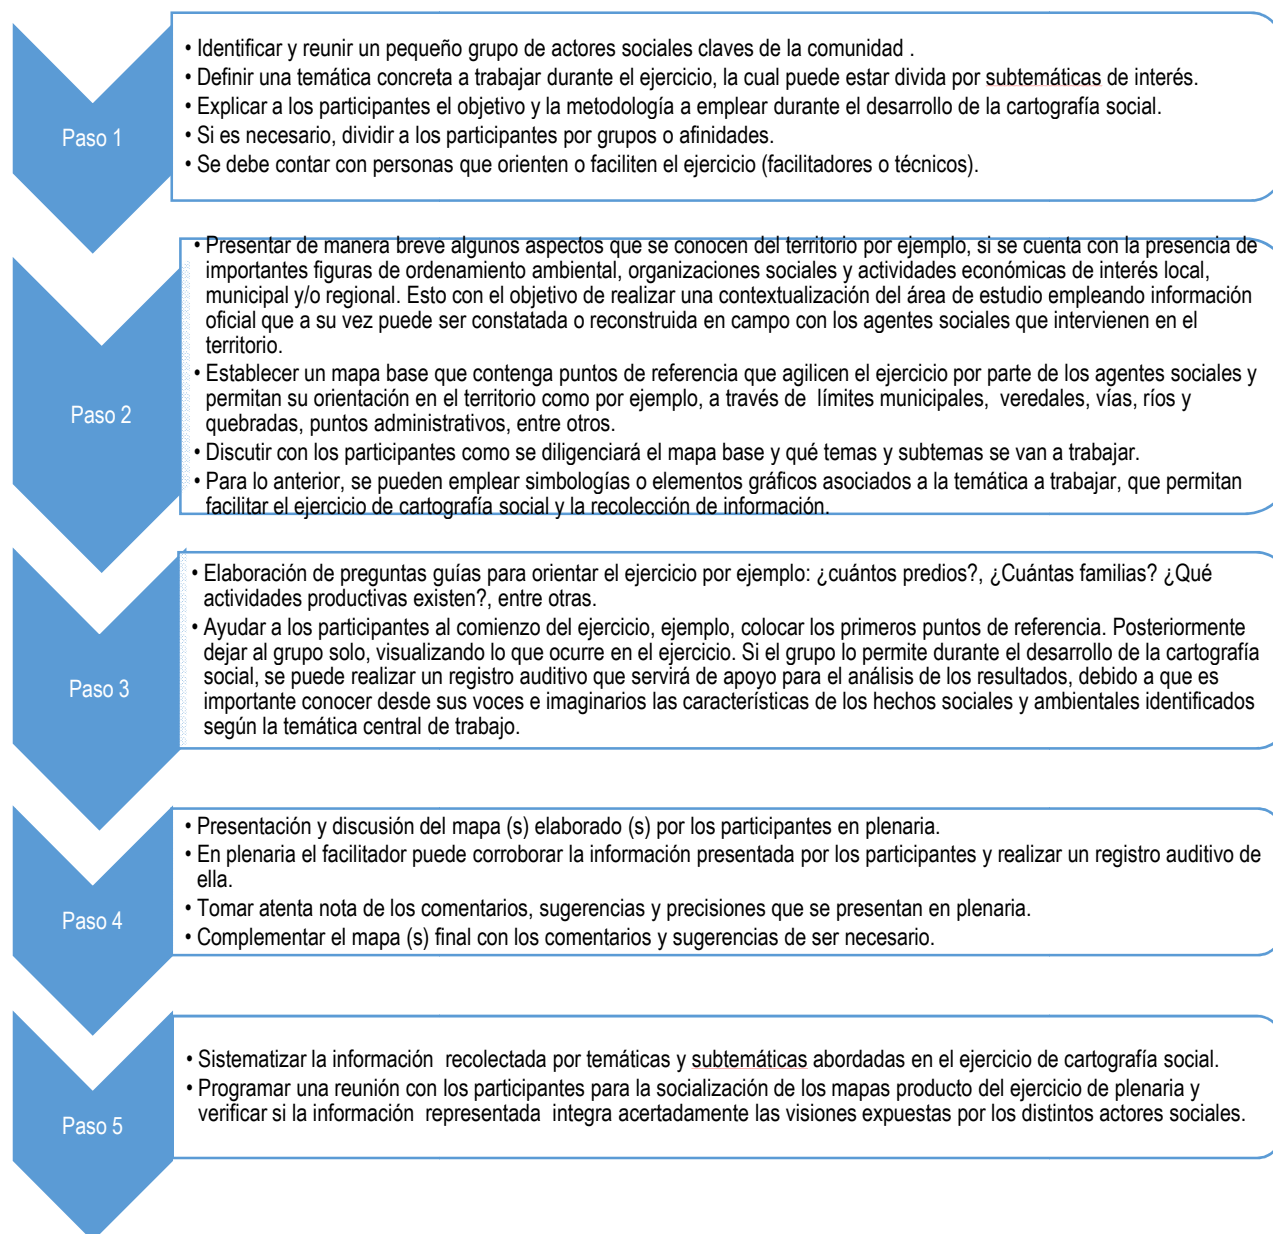 Paso 1
• Identificar y reunir un pequeño grupo de actores sociales claves de la comunidad .
• Definir una temática concreta a trabajar durante el ejercicio, la cual puede estar divida por subtemáticas de interés.
• Explicar a los participantes el objetivo y la metodología a emplear durante el desarrollo de la cartografía social.
• Si es necesario, dividir a los participantes por grupos o afinidades.
• Se debe contar con personas que orienten o faciliten el ejercicio (facilitadores o técnicos).
Paso 2
• Presentar de manera breve algunos aspectos que se conocen del territorio por ejemplo, si se cuenta con la presencia de
importantes figuras de ordenamiento ambiental, organizaciones sociales y actividades económicas de interés local,
municipal y/o regional. Esto con el objetivo de realizar una contextualización del área de estudio empleando información
oficial que a su vez puede ser constatada o reconstruida en campo con los agentes sociales que intervienen en el
territorio.
• Establecer un mapa base que contenga puntos de referencia que agilicen el ejercicio por parte de los agentes sociales y
permitan su orientación en el territorio como por ejemplo, a través de límites municipales, veredales, vías, ríos y
quebradas, puntos administrativos, entre otros.
• Discutir con los participantes como se diligenciará el mapa base y qué temas y subtemas se van a trabajar.
• Para lo anterior, se pueden emplear simbologías o elementos gráficos asociados a la temática a trabajar, que permitan
facilitar el ejercicio de cartografía social y la recolección de información.
Paso 3
• Elaboración de preguntas guías para orientar el ejercicio por ejemplo: ¿cuántos predios?, ¿Cuántas familias? ¿Qué
actividades productivas existen?, entre otras.
• Ayudar a los participantes al comienzo del ejercicio, ejemplo, colocar los primeros puntos de referencia. Posteriormente
dejar al grupo solo, visualizando lo que ocurre en el ejercicio. Si el grupo lo permite durante el desarrollo de la cartografía
social, se puede realizar un registro auditivo que servirá de apoyo para el análisis de los resultados, debido a que es
importante conocer desde sus voces e imaginarios las características de los hechos sociales y ambientales identificados
según la temática central de trabajo.
Paso 4
• Presentación y discusión del mapa (s) elaborado (s) por los participantes en plenaria.
• En plenaria el facilitador puede corroborar la información presentada por los participantes y realizar un registro auditivo de
ella.
• Tomar atenta nota de los comentarios, sugerencias y precisiones que se presentan en plenaria.
• Complementar el mapa (s) final con los comentarios y sugerencias de ser necesario.
Paso 5
• Sistematizar la información recolectada por temáticas y subtemáticas abordadas en el ejercicio de cartografía social.
• Programar una reunión con los participantes para la socialización de los mapas producto del ejercicio de plenaria y
verificar si la información representada integra acertadamente las visiones expuestas por los distintos actores sociales.